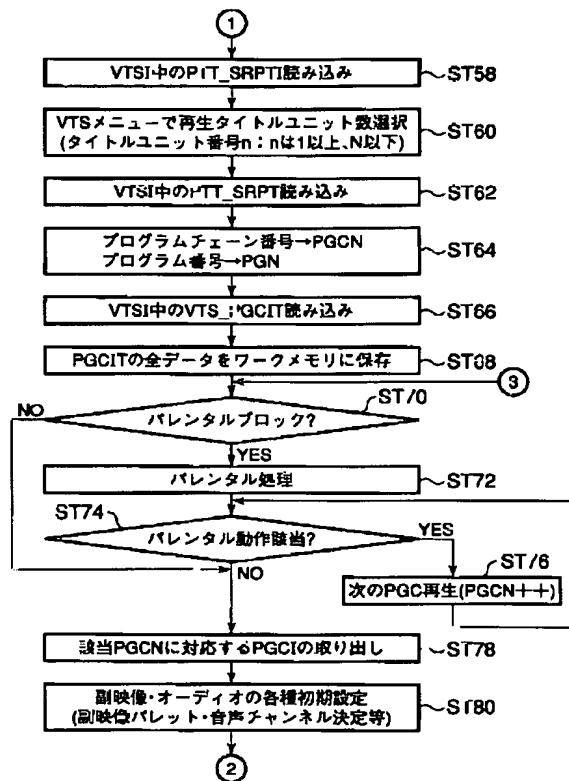 1
VTSI中のPTT_SRPTI読み込み
ST58
VTSメニューで再生タイトルユニット数選択
(タイトルユニット番号n:nは1以上、N以下)
ST60
VTSI中のPTT_SRPT読み込み
ST62
プログラムチェーン番号→PGCN
プログラム番号→PGN
ST64
VTSI中のVTS_PGCIT読み込み
ST66
PGCITの全データをワークメモリに保存
ST68
3
ST70
NO
パレンタルブロック?
YES
パレンタル処理
ST72
ST74
パレンタル動作該当?
YES
NO
ST76
次のPGC再生(PGCN++)
該当PGCNに対応するPGCIの取り出し
ST78
副映像・オーディオの各種初期設定
(副映像パレット・音声チャンネル決定等)
ST80
2